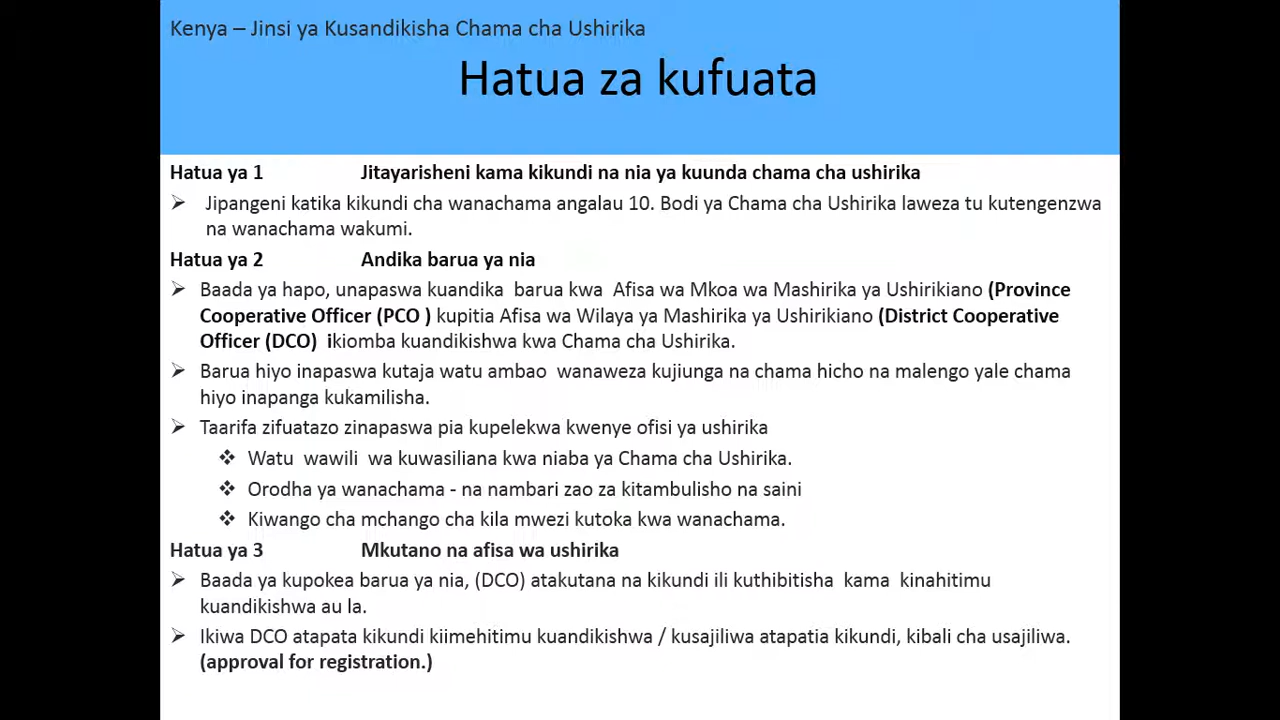 Kenya – Jinsi ya Kusandikisha Chama cha Ushirika
Hatua za kufuata
Hatua ya 1 Jitayarisheni kama kikundi na nia ya kuunda chama cha ushirika
➢ Jipangeni katika kikundi cha wanachama angalau 10. Bodi ya Chama cha Ushirika laweza tu kutengenzwa
na wanachama wakumi.
Hatua ya 2 Andika barua ya nia
➢ Baada ya hapo, unapaswa kuandika barua kwa Afisa wa Mkoa wa Mashirika ya Ushirikiano (Province
Cooperative Officer (PCO ) kupitia Afisa wa Wilaya ya Mashirika ya Ushirikiano (District Cooperative
Officer (DCO) ikiomba kuandikishwa kwa Chama cha Ushirika.
➢ Barua hiyo inapaswa kutaja watu ambao wanaweza kujiunga na chama hicho na malengo yale chama
hiyo inapanga kukamilisha.
➢ Taarifa zifuatazo zinapaswa pia kupelekwa kwenye ofisi ya ushirika
❖ Watu wawili wa kuwasiliana kwa niaba ya Chama cha Ushirika.
❖ Orodha ya wanachama - na nambari zao za kitambulisho na saini
❖ Kiwango cha mchango cha kila mwezi kutoka kwa wanachama.
Hatua ya 3 Mkutano na afisa wa ushirika
➢ Baada ya kupokea barua ya nia, (DCO) atakutana na kikundi ili kuthibitisha kama kinahitimu
kuandikishwa au la.
➢ Ikiwa DCO atapata kikundi kiimehitimu kuandikishwa / kusajiliwa atapatia kikundi, kibali cha usajiliwa.
(approval for registration.)